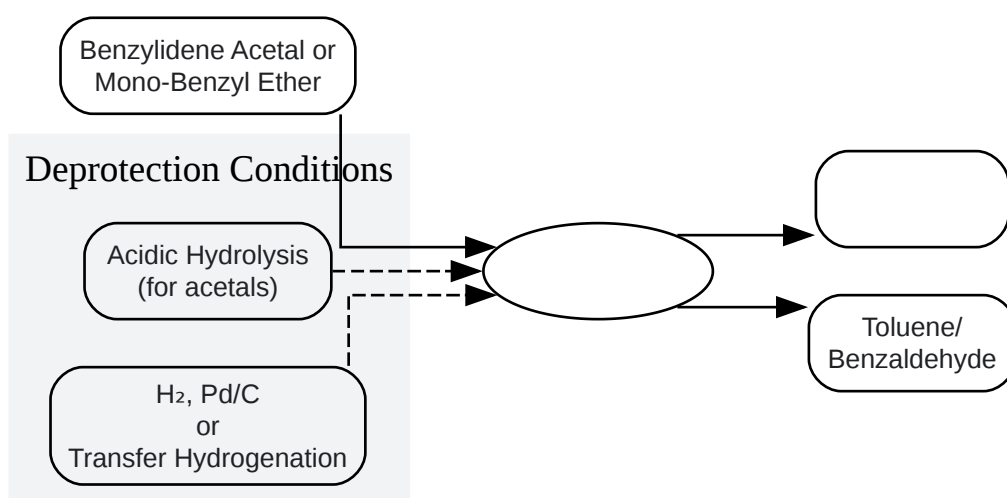 Benzylidene Acetal or
Mono-Benzyl Ether
Deprotection Conditions
Acidic Hydrolysis
(for acetals)
H₂, Pd/C
or
Transfer Hydrogenation
Toluene/
Benzaldehyde